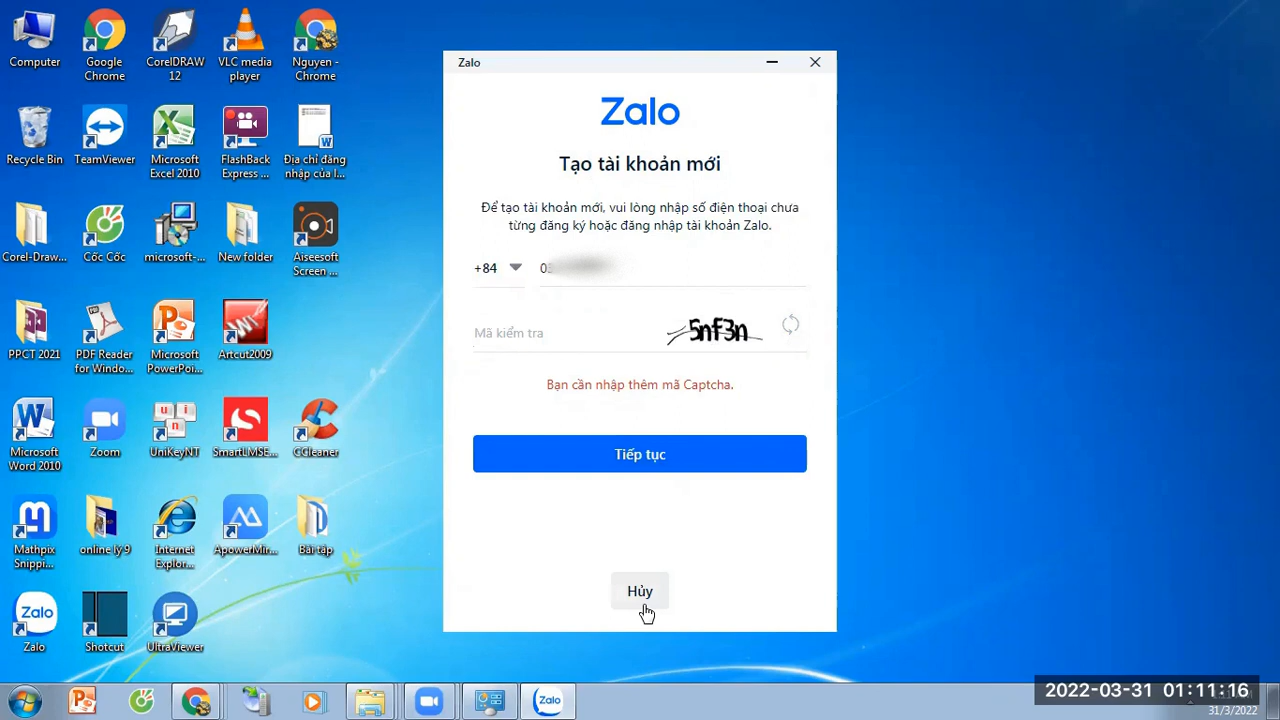 Computer
Google
Chrome
CorelDRAW
12
VLC media
player
Nguyen -
Chrome
Recycle Bin
TeamViewer
Microsoft
Excel 2010
FlashBack
Express ...
Địa chỉ đăng
nhập của l...
Corel-Draw...
Cốc Cốc
microsoft-...
New folder
Aiseesoft
Screen ...
PPCT 2021
PDF Reader
for Windo...
Microsoft
PowerPoi...
Artcut2009
Microsoft
Word 2010
Zoom
UniKeyNT
SmartLMSE...
CCleaner
Mathpix
Snippi...
online lý 9
Internet
Explor...
ApowerMir...
Bài tập
Zalo
Zalo
Shotcut
UltraViewer
Zalo
Zalo
Tạo tài khoản mới
Để tạo tài khoản mới, vui lòng nhập số điện thoại chưa
từng đăng ký hoặc đăng nhập tài khoản Zalo.
+84
Mã kiểm tra
5nf3n
Bạn cần nhập thêm mã Captcha.
Tiếp tục
Hủy
Zalo
2022-03-31 01:11:16
31/3/2022